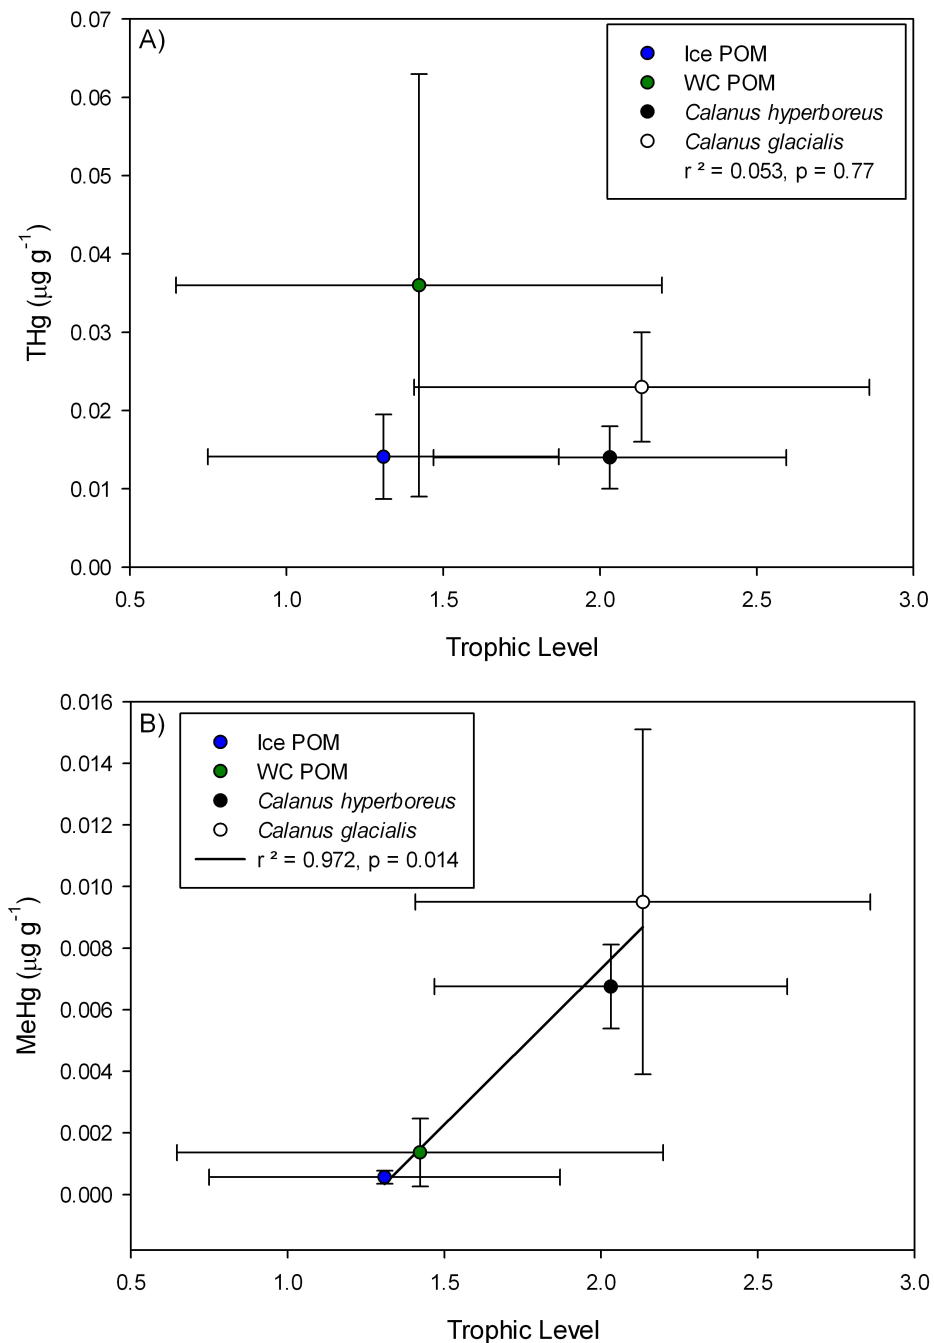 A)
Ice POM
WC POM
Calanus hyperboreus
Calanus glacialis
r ² = 0.053, p = 0.77
0.07
0.06
0.05
0.04
0.03
0.02
0.01
0.00
THg (µg g⁻¹)
0.5 1.0 1.5 2.0 2.5 3.0
Trophic Level
B)
Ice POM
WC POM
Calanus hyperboreus
Calanus glacialis
r ² = 0.972, p = 0.014
0.016
0.014
0.012
0.010
0.008
0.006
0.004
0.002
0.000
MeHg (µg g⁻¹)
0.5 1.0 1.5 2.0 2.5 3.0
Trophic Level